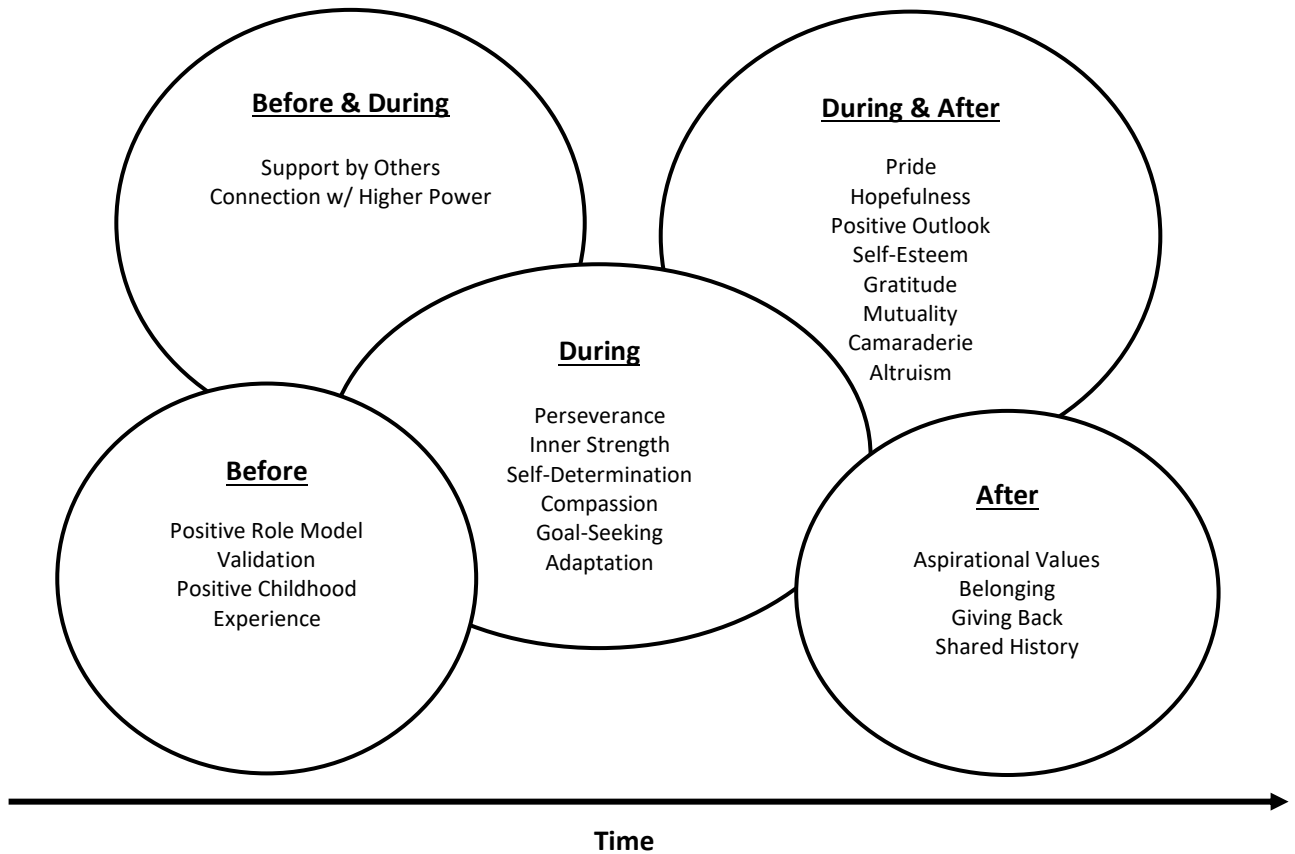 Before & During
Support by Others
Connection w/ Higher Power
During & After
Pride
Hopefulness
Positive Outlook
Self-Esteem
Gratitude
Mutuality
Camaraderie
Altruism
During
Perseverance
Inner Strength
Self-Determination
Compassion
Goal-Seeking
Adaptation
Before
Positive Role Model
Validation
Positive Childhood
Experience
After
Aspirational Values
Belonging
Giving Back
Shared History
Time